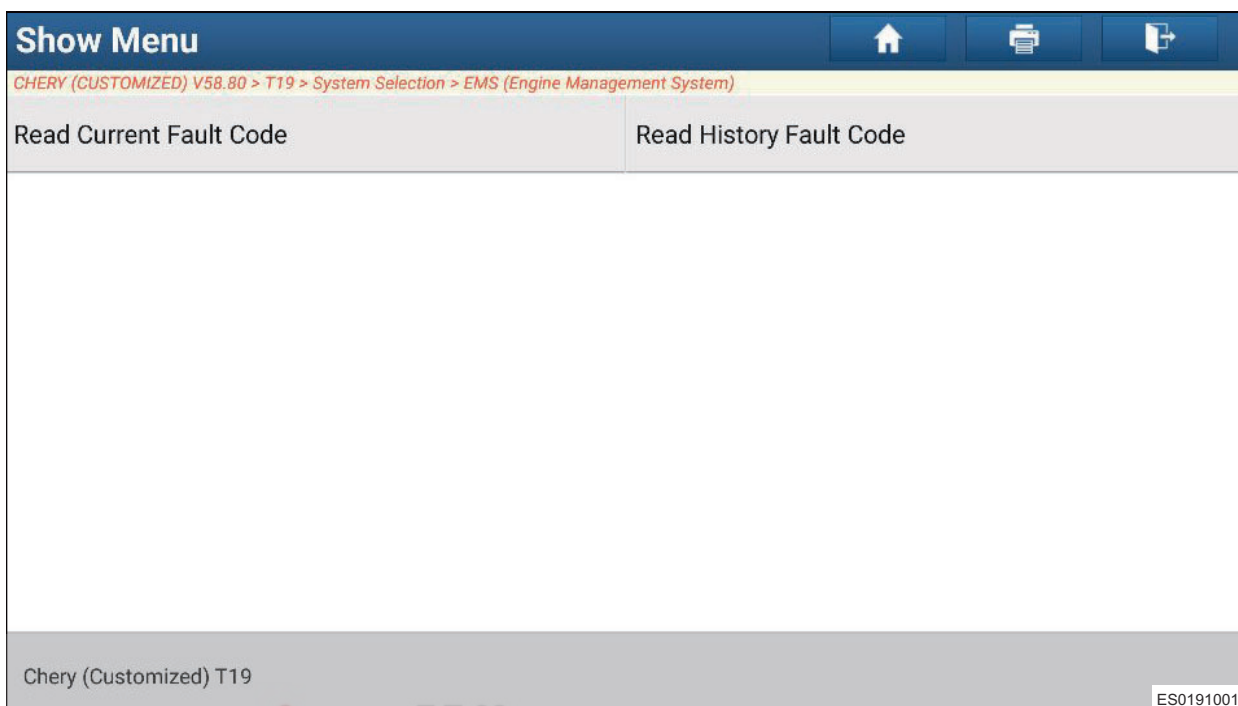 Show Menu
CHERY (CUSTOMIZED) V58.80 > T19 > System Selection > EMS (Engine Management System)
Read Current Fault Code
Read History Fault Code
Chery (Customized) T19
ES0191001